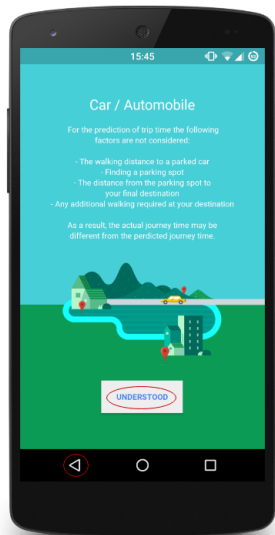 15:45
Car / Automobile
For the prediction of trip time the following
factors are not considered:
- The walking distance to a parked car
- Finding a parking spot
- The distance from the parking spot to
your final destination
- Any additional walking required at your destination
As a result, the actual journey time may be
different from the perdicted journey time.
UNDERSTOOD